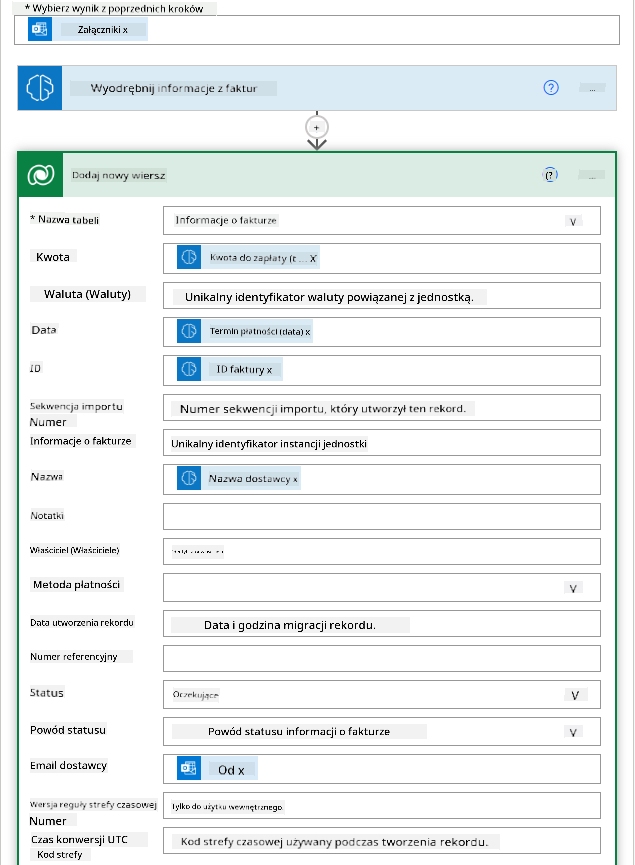 * Wybierz wynik z poprzednich kroków
Załączniki x
Wyodrębnij informacje z faktur
?
...
+
Dodaj nowy wiersz
(?
...
* Nazwa tabeli
Informacje o fakturze
V
Kwota
Kwota do zapłaty (t ... X
Waluta (Waluty)
Unikalny identyfikator waluty powiązanej z jednostką.
Data
Termin płatności (data) x
ID
ID faktury x
Sekwencja importu
Numer
Numer sekwencji importu, który utworzył ten rekord.
Informacje o fakturze
Unikalny identyfikator instancji jednostki
Nazwa
Nazwa dostawcy x
Notatki
Właściciel (Właściciele)
Metoda płatności
V
Data utworzenia rekordu
Data i godzina migracji rekordu.
Numer referencyjny
Status
Oczekujące
V
Powód statusu
Powód statusu informacji o fakturze
V
Email dostawcy
Od x
Wersja reguły strefy czasowej
Numer
Tylko do użytku wewnętrznego.
Czas konwersji UTC
Kod strefy
Kod strefy czasowej używany podczas tworzenia rekordu.